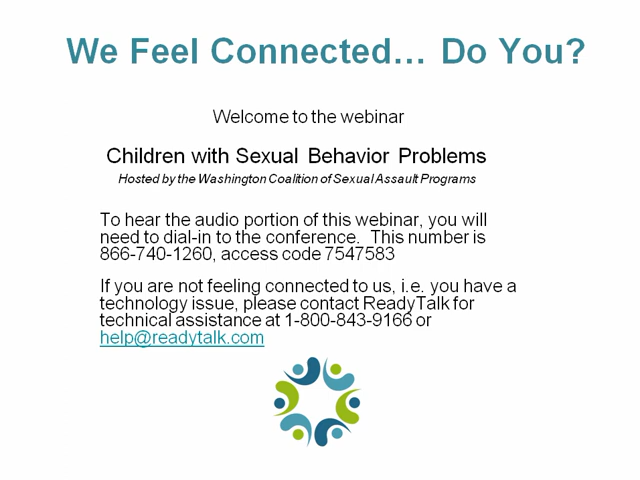 We Feel Connected… Do You?
Welcome to the webinar
Children with Sexual Behavior Problems
Hosted by the Washington Coalition of Sexual Assault Programs
To hear the audio portion of this webinar, you will
need to dial-in to the conference.  This number is
866-740-1260, access code 7547583
If you are not feeling connected to us, i.e. you have a
technology issue, please contact ReadyTalk for
technical assistance at 1-800-843-9166 or
help@readytalk.com